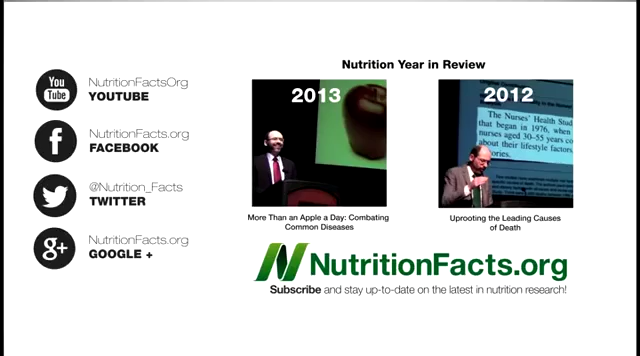 You
Tube
NutritionFactsOrg
YOUTUBE
f
NutritionFacts.org
FACEBOOK
@Nutrition_Facts
TWITTER
g+
NutritionFacts.org
GOOGLE +
Nutrition Year in Review
2013
More Than an Apple a Day: Combating
Common Diseases
2012
The Nurses' Health Stud
that began in 1976, when
nurses aged 30–55 years co
about their lifestyle factors,
ories.
Uprooting the Leading Causes
of Death
NutritionFacts.org
Subscribe and stay up-to-date on the latest in nutrition research!